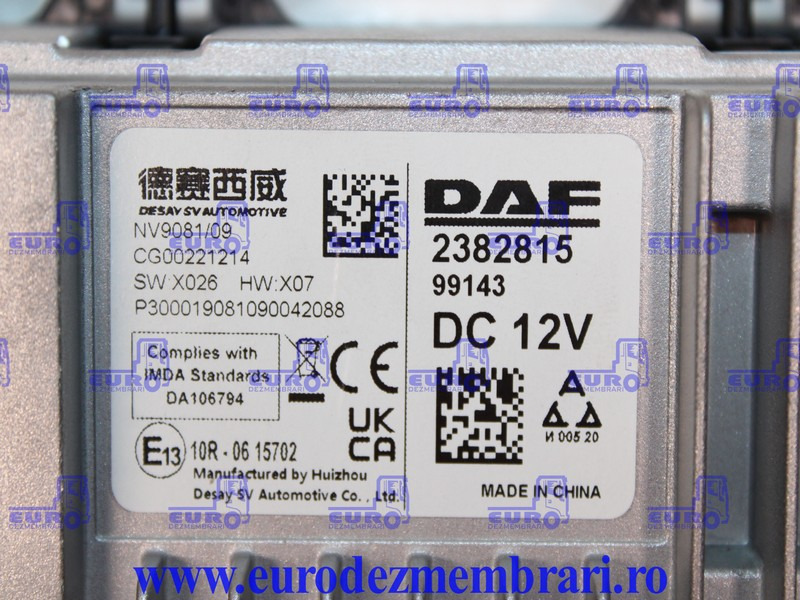 德赛西威
DESAY SV AUTOMOTIVE
NV9081/09
CG00221214
SW:X026 HW:X07
P300019081090042088
Complies with
IMDA Standards
DA106794
CE
UK
CA
E13
10R - 06 15702
Manufactured by Huizhou
Desay SV Automotive Co., Ltd.
DAF
2382815
99143
DC 12V
И 005 20
MADE IN CHINA
EURO
DEZMEMBRARI
www.eurodezmembrari.ro